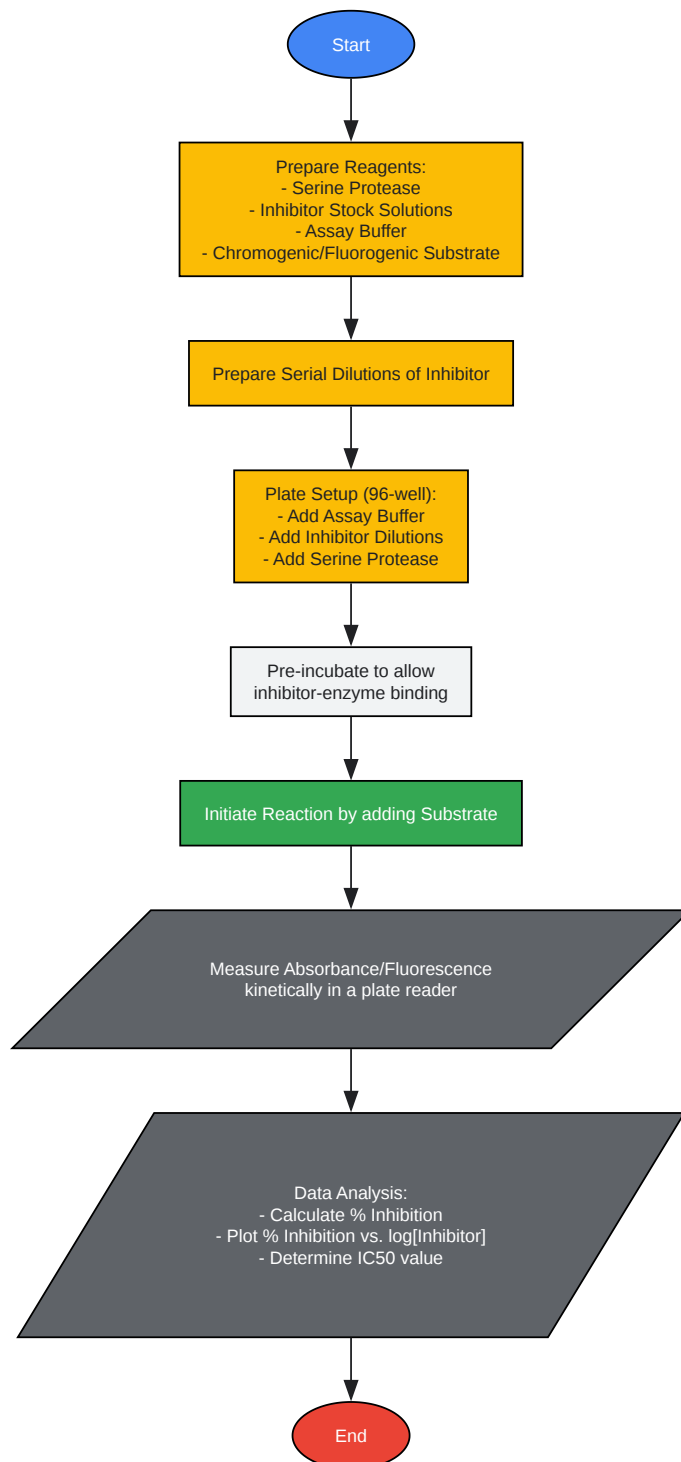 Start
Prepare Reagents:
- Serine Protease
- Inhibitor Stock Solutions
- Assay Buffer
- Chromogenic/Fluorogenic Substrate
Prepare Serial Dilutions of Inhibitor
Plate Setup (96-well):
- Add Assay Buffer
- Add Inhibitor Dilutions
- Add Serine Protease
Pre-incubate to allow
inhibitor-enzyme binding
Initiate Reaction by adding Substrate
Measure Absorbance/Fluorescence
kinetically in a plate reader
Data Analysis:
- Calculate % Inhibition
- Plot % Inhibition vs. log[Inhibitor]
- Determine IC50 value
End